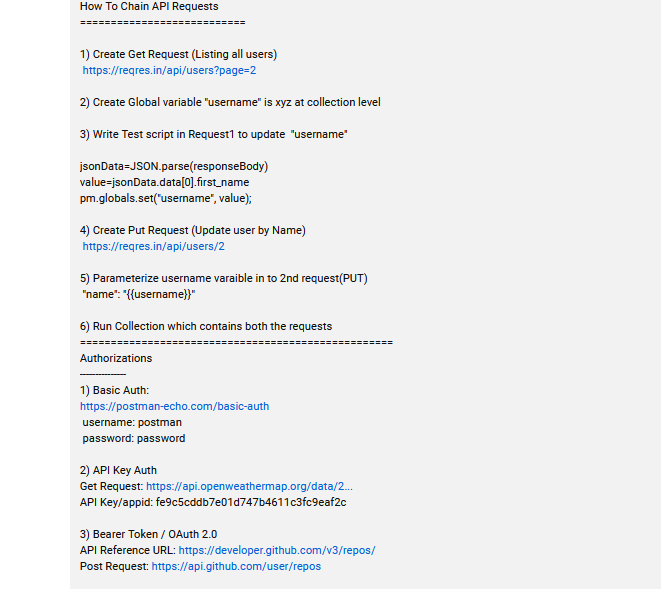 How To Chain API Requests
===========================
1) Create Get Request (Listing all users)
https://reqres.in/api/users?page=2
2) Create Global variable "username" is xyz at collection level
3) Write Test script in Request1 to update "username"
jsonData=JSON.parse(responseBody)
value=jsonData.data[0].first_name
pm.globals.set("username", value);
4) Create Put Request (Update user by Name)
https://reqres.in/api/users/2
5) Parameterize username varaible in to 2nd request(PUT)
"name": "{{username}}"
6) Run Collection which contains both the requests
===================================================
Authorizations
---------------
1) Basic Auth:
https://postman-echo.com/basic-auth
username: postman
password: password
2) API Key Auth
Get Request: https://api.openweathermap.org/data/2...
API Key/appid: fe9c5cddb7e01d747b4611c3fc9eaf2c
3) Bearer Token / OAuth 2.0
API Reference URL: https://developer.github.com/v3/repos/
Post Request: https://api.github.com/user/repos